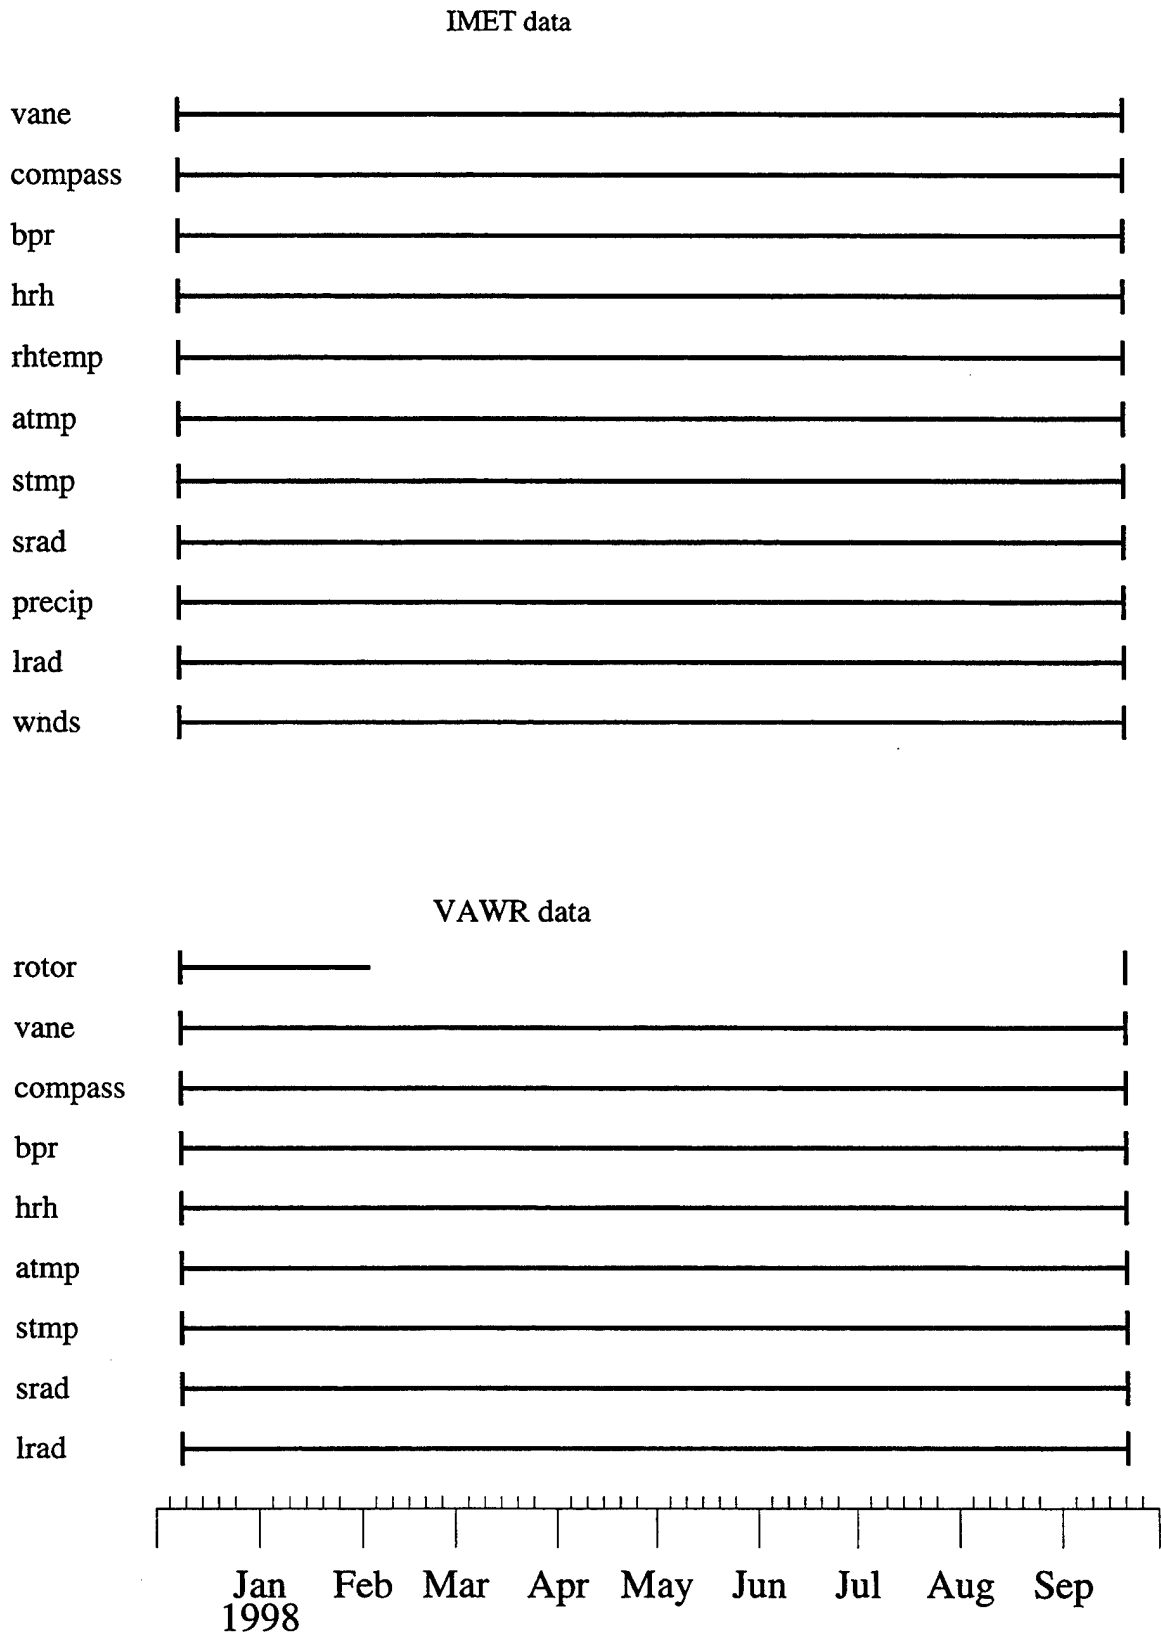 IMET data
vane
compass
bpr
hrh
rhtemp
atmp
stmp
srad
precip
lrad
wnds
VAWR data
rotor
vane
compass
bpr
hrh
atmp
stmp
srad
lrad
Jan Feb Mar Apr May Jun Jul Aug Sep
1998